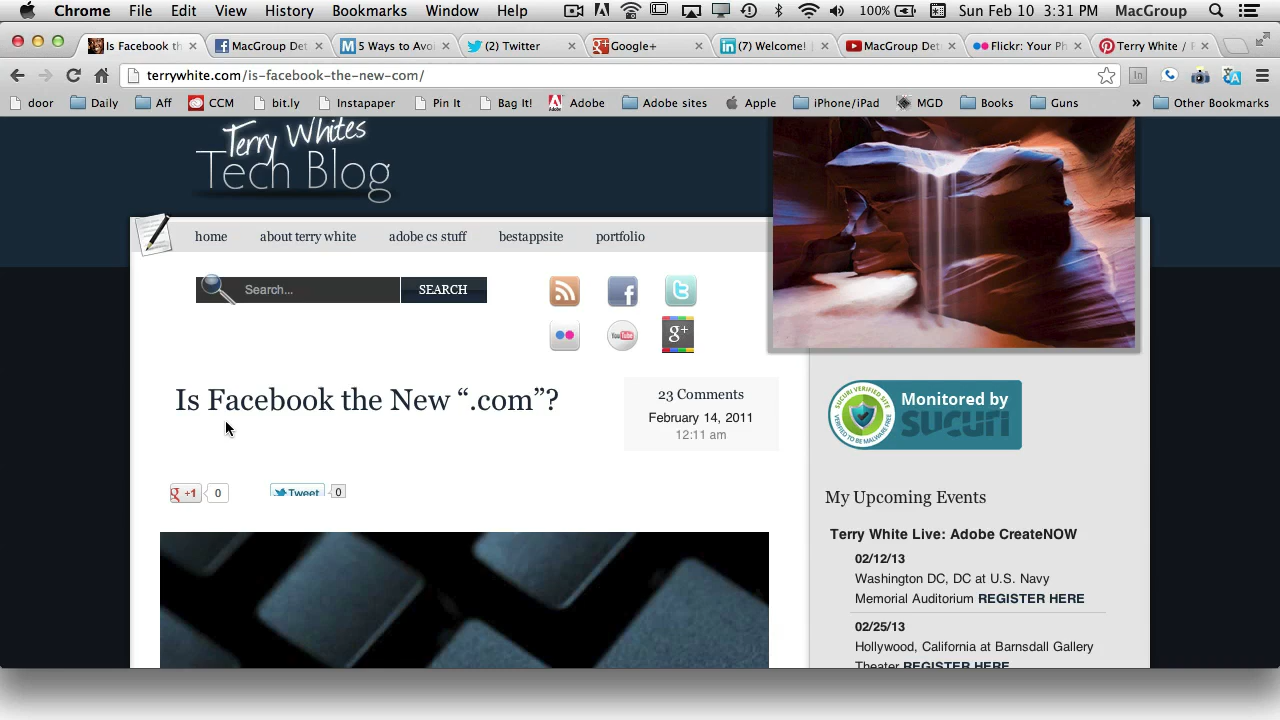 Chrome File Edit View History Bookmarks Window Help 100% Sun Feb 10 3:31 PM MacGroup
Is Facebook th MacGroup Det 5 Ways to Avoi (2) Twitter Google+ (7) Welcome! MacGroup Det Flickr: Your Ph Terry White / P
terrywhite.com/is-facebook-the-new-com/
door Daily Aff CCM bit.ly Instapaper Pin It Bag It! Adobe Adobe sites Apple iPhone/iPad MGD Books Guns » Other Bookmarks
Terry Whites
Tech Blog
home about terry white adobe cs stuff bestappsite portfolio
Search... SEARCH
Is Facebook the New “.com”?
23 Comments
February 14, 2011
12:11 am
+1 0 Tweet 0
Monitored by
SUCURI
My Upcoming Events
Terry White Live: Adobe CreateNOW
02/12/13
Washington DC, DC at U.S. Navy
Memorial Auditorium REGISTER HERE
02/25/13
Hollywood, California at Barnsdall Gallery
Theater REGISTER HERE